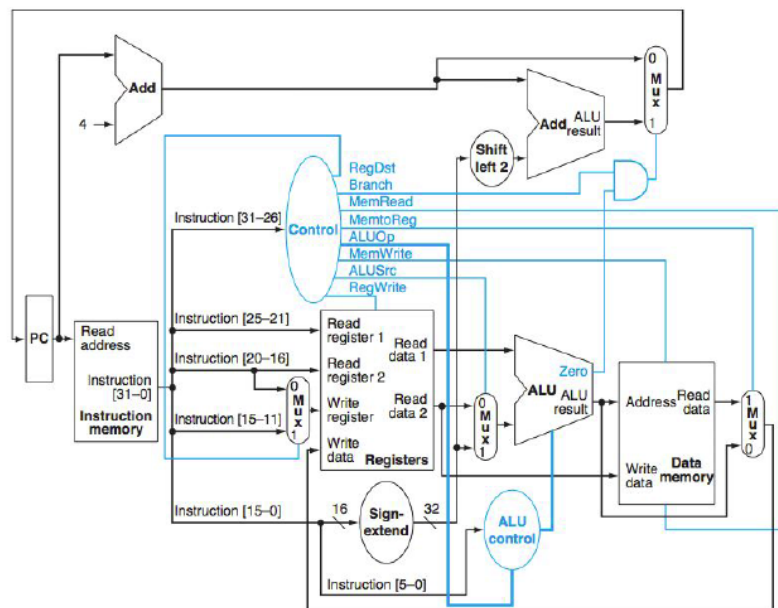 Add
4
0
M
u
x
1
Add
ALU
result
Shift
left 2
RegDst
Branch
MemRead
MemtoReg
ALUOp
MemWrite
ALUSrc
RegWrite
Control
Instruction [31–26]
Instruction [25–21]
Instruction [20–16]
Instruction [15–11]
Instruction [15–0]
Instruction [5–0]
PC
Read
address
Instruction
[31–0]
Instruction
memory
0
M
u
x
1
Read
register 1
Read
register 2
Write
register
Write
data
Read
data 1
Read
data 2
Registers
0
M
u
x
1
Zero
ALU
ALU
result
Address
Read
data
Write
data
Data
memory
1
M
u
x
0
16
Sign-
extend
32
ALU
control